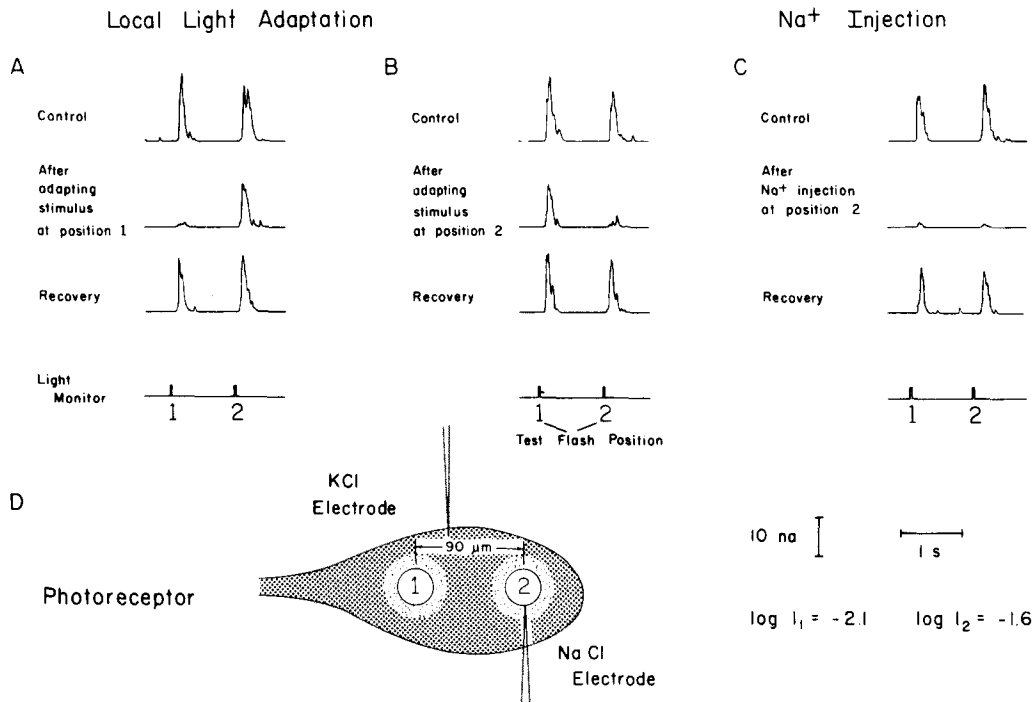 Local Light Adaptation
Na⁺ Injection
A
Control
After
adapting
stimulus
at position 1
Recovery
Light
Monitor
1 2
B
Control
After
adapting
stimulus
at position 2
Recovery
1 2
Test Flash Position
C
Control
After
Na⁺ injection
at position 2
Recovery
1 2
D
KCl
Electrode
90 μm
1 2
Photoreceptor
NaCl
Electrode
10 na
1 s
log I₁ = -2.1 log I₂ = -1.6